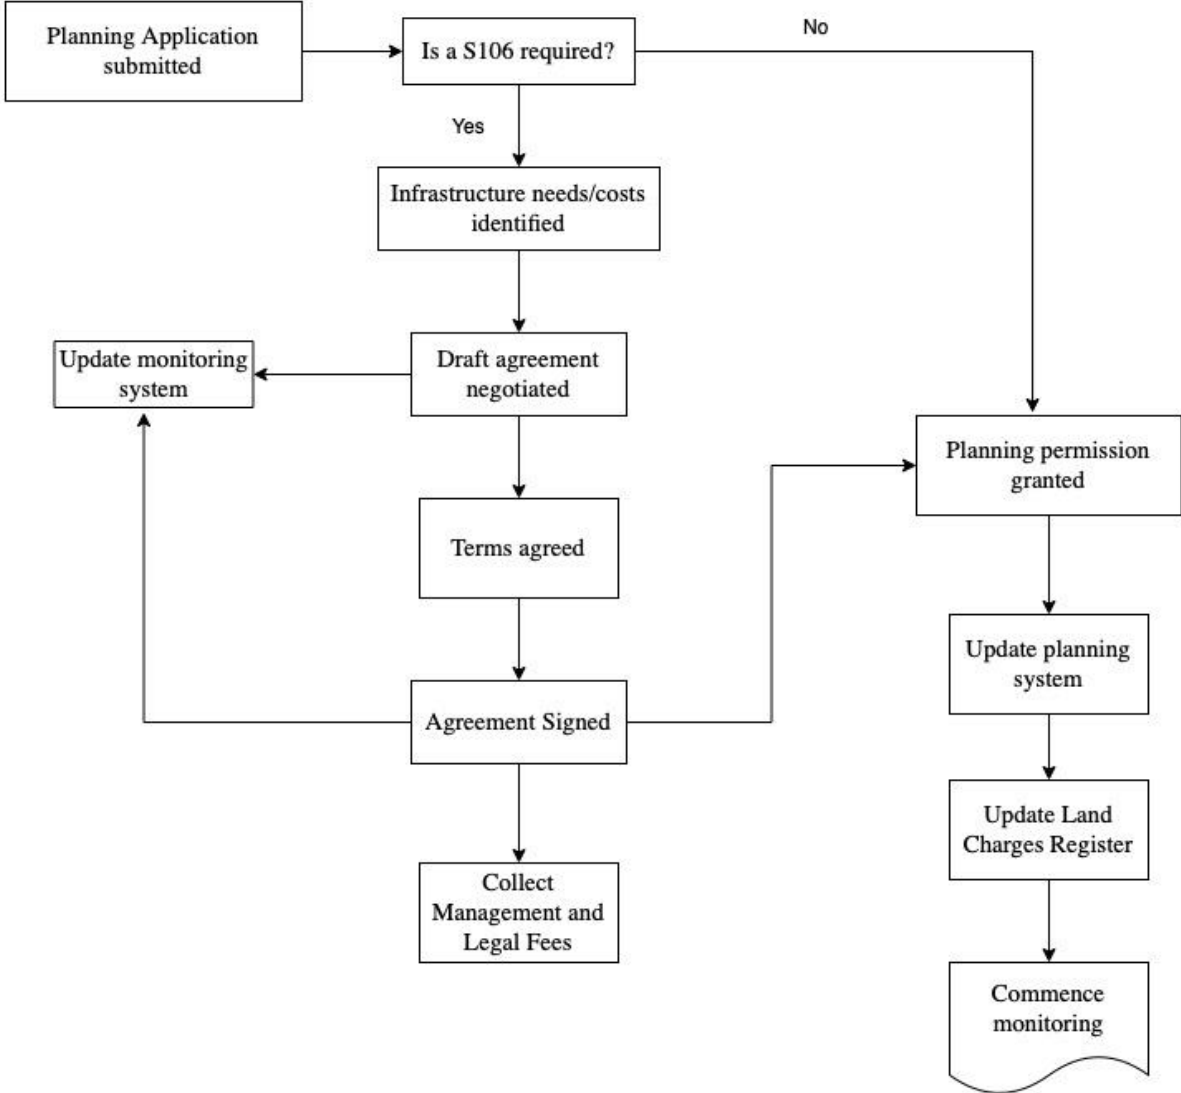 Planning Application
submitted
Is a S106 required?
No
Yes
Infrastructure needs/costs
identified
Update monitoring
system
Draft agreement
negotiated
Planning permission
granted
Terms agreed
Update planning
system
Agreement Signed
Update Land
Charges Register
Collect
Management and
Legal Fees
Commence
monitoring